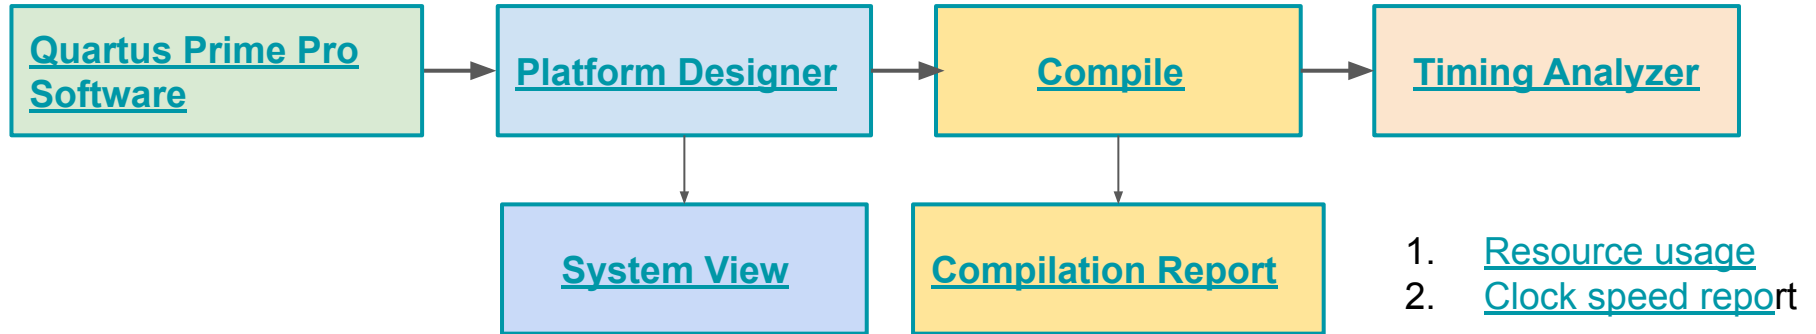 Quartus Prime Pro
Software
Platform Designer
Compile
Timing Analyzer
System View
Compilation Report
1. Resource usage
2. Clock speed report